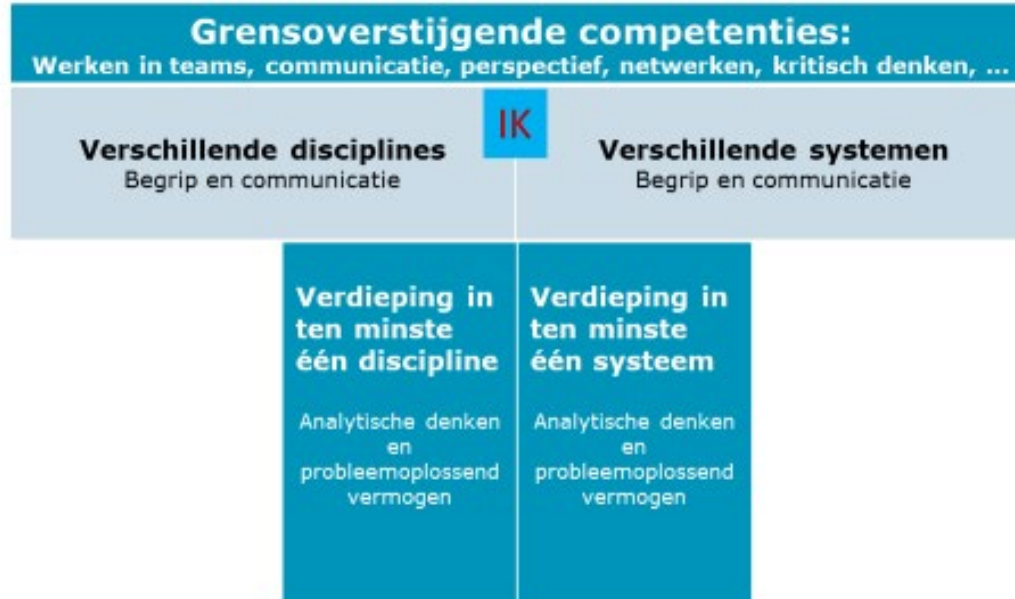 Grensoverstijgende competenties:
Werken in teams, communicatie, perspectief, netwerken, kritisch denken, ...
IK
Verschillende disciplines
Begrip en communicatie
Verschillende systemen
Begrip en communicatie
Verdieping in
ten minste
één discipline
Analytische denken
en
probleemoplossend
vermogen
Verdieping in
ten minste
één systeem
Analytische denken
en
probleemoplossend
vermogen